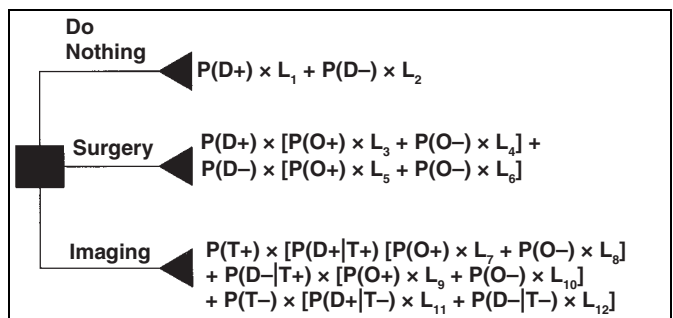 Do
Nothing
P(D+) × L₁ + P(D–) × L₂
Surgery
P(D+) × [P(O+) × L₃ + P(O–) × L₄] +
P(D–) × [P(O+) × L₅ + P(O–) × L₆]
Imaging
P(T+) × [P(D+|T+) [P(O+) × L₇ + P(O–) × L₈]
+ P(D–|T+) × [P(O+) × L₉ + P(O–) × L₁₀]
+ P(T–) × [P(D+|T–) × L₁₁ + P(D–|T–) × L₁₂]